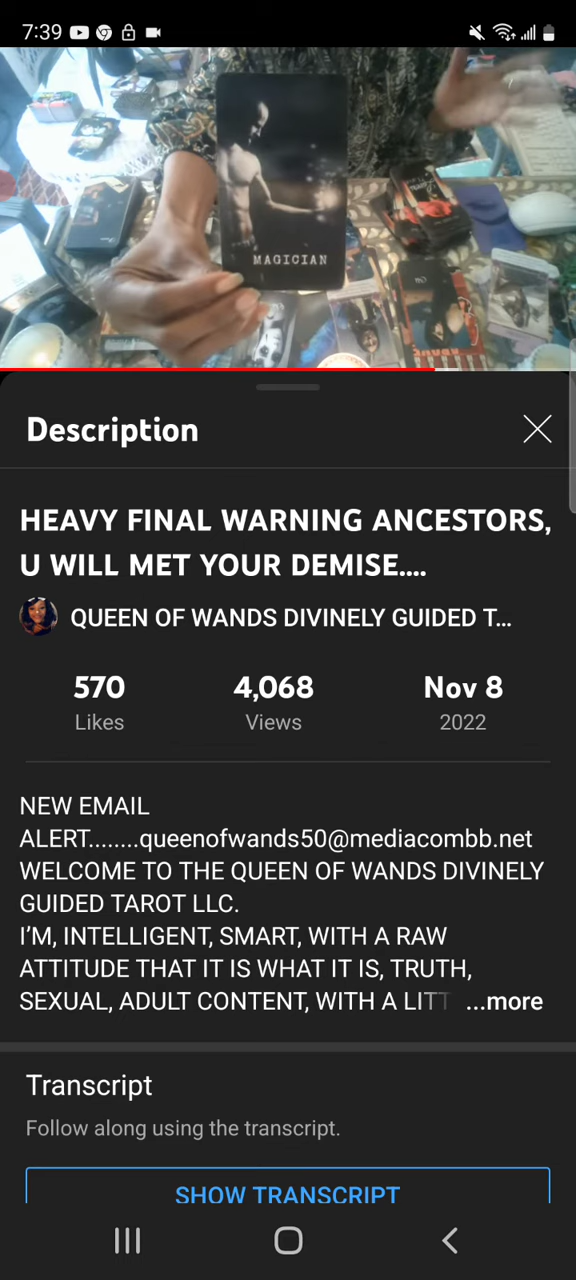 7:39
MAGICIAN
Description
HEAVY FINAL WARNING ANCESTORS,
U WILL MET YOUR DEMISE....
QUEEN OF WANDS DIVINELY GUIDED T...
570 4,068 Nov 8
Likes Views 2022
NEW EMAIL
ALERT........queenofwands50@mediacombb.net
WELCOME TO THE QUEEN OF WANDS DIVINELY
GUIDED TAROT LLC.
I'M, INTELLIGENT, SMART, WITH A RAW
ATTITUDE THAT IT IS WHAT IT IS, TRUTH,
SEXUAL, ADULT CONTENT, WITH A LITT ...more
Transcript
Follow along using the transcript.
SHOW TRANSCRIPT